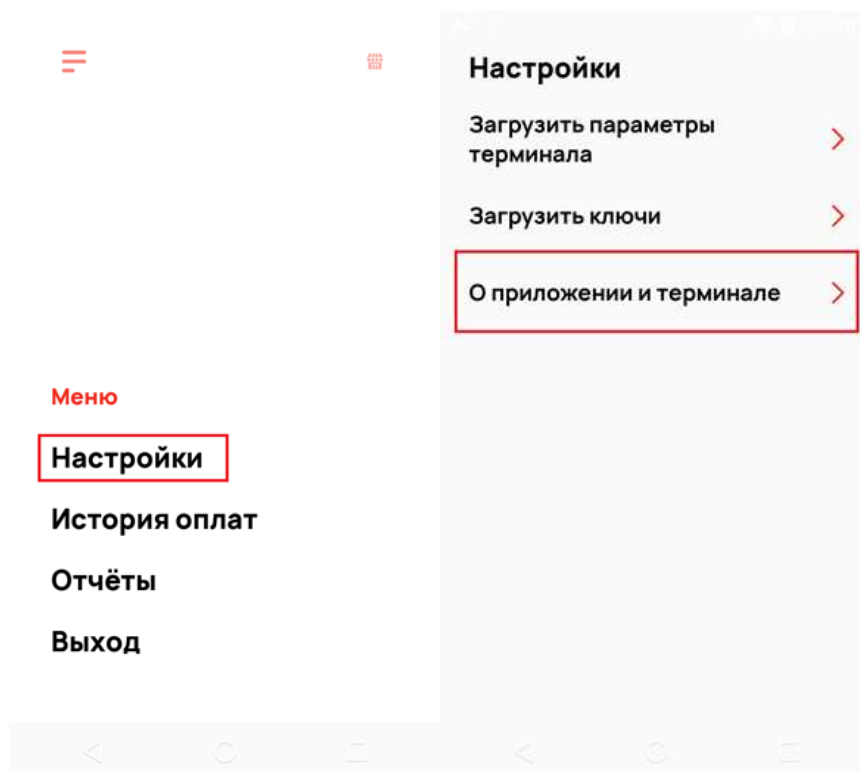 Меню
Настройки
История оплат
Отчёты
Выход
Настройки
Загрузить параметры
терминала
Загрузить ключи
О приложении и терминале